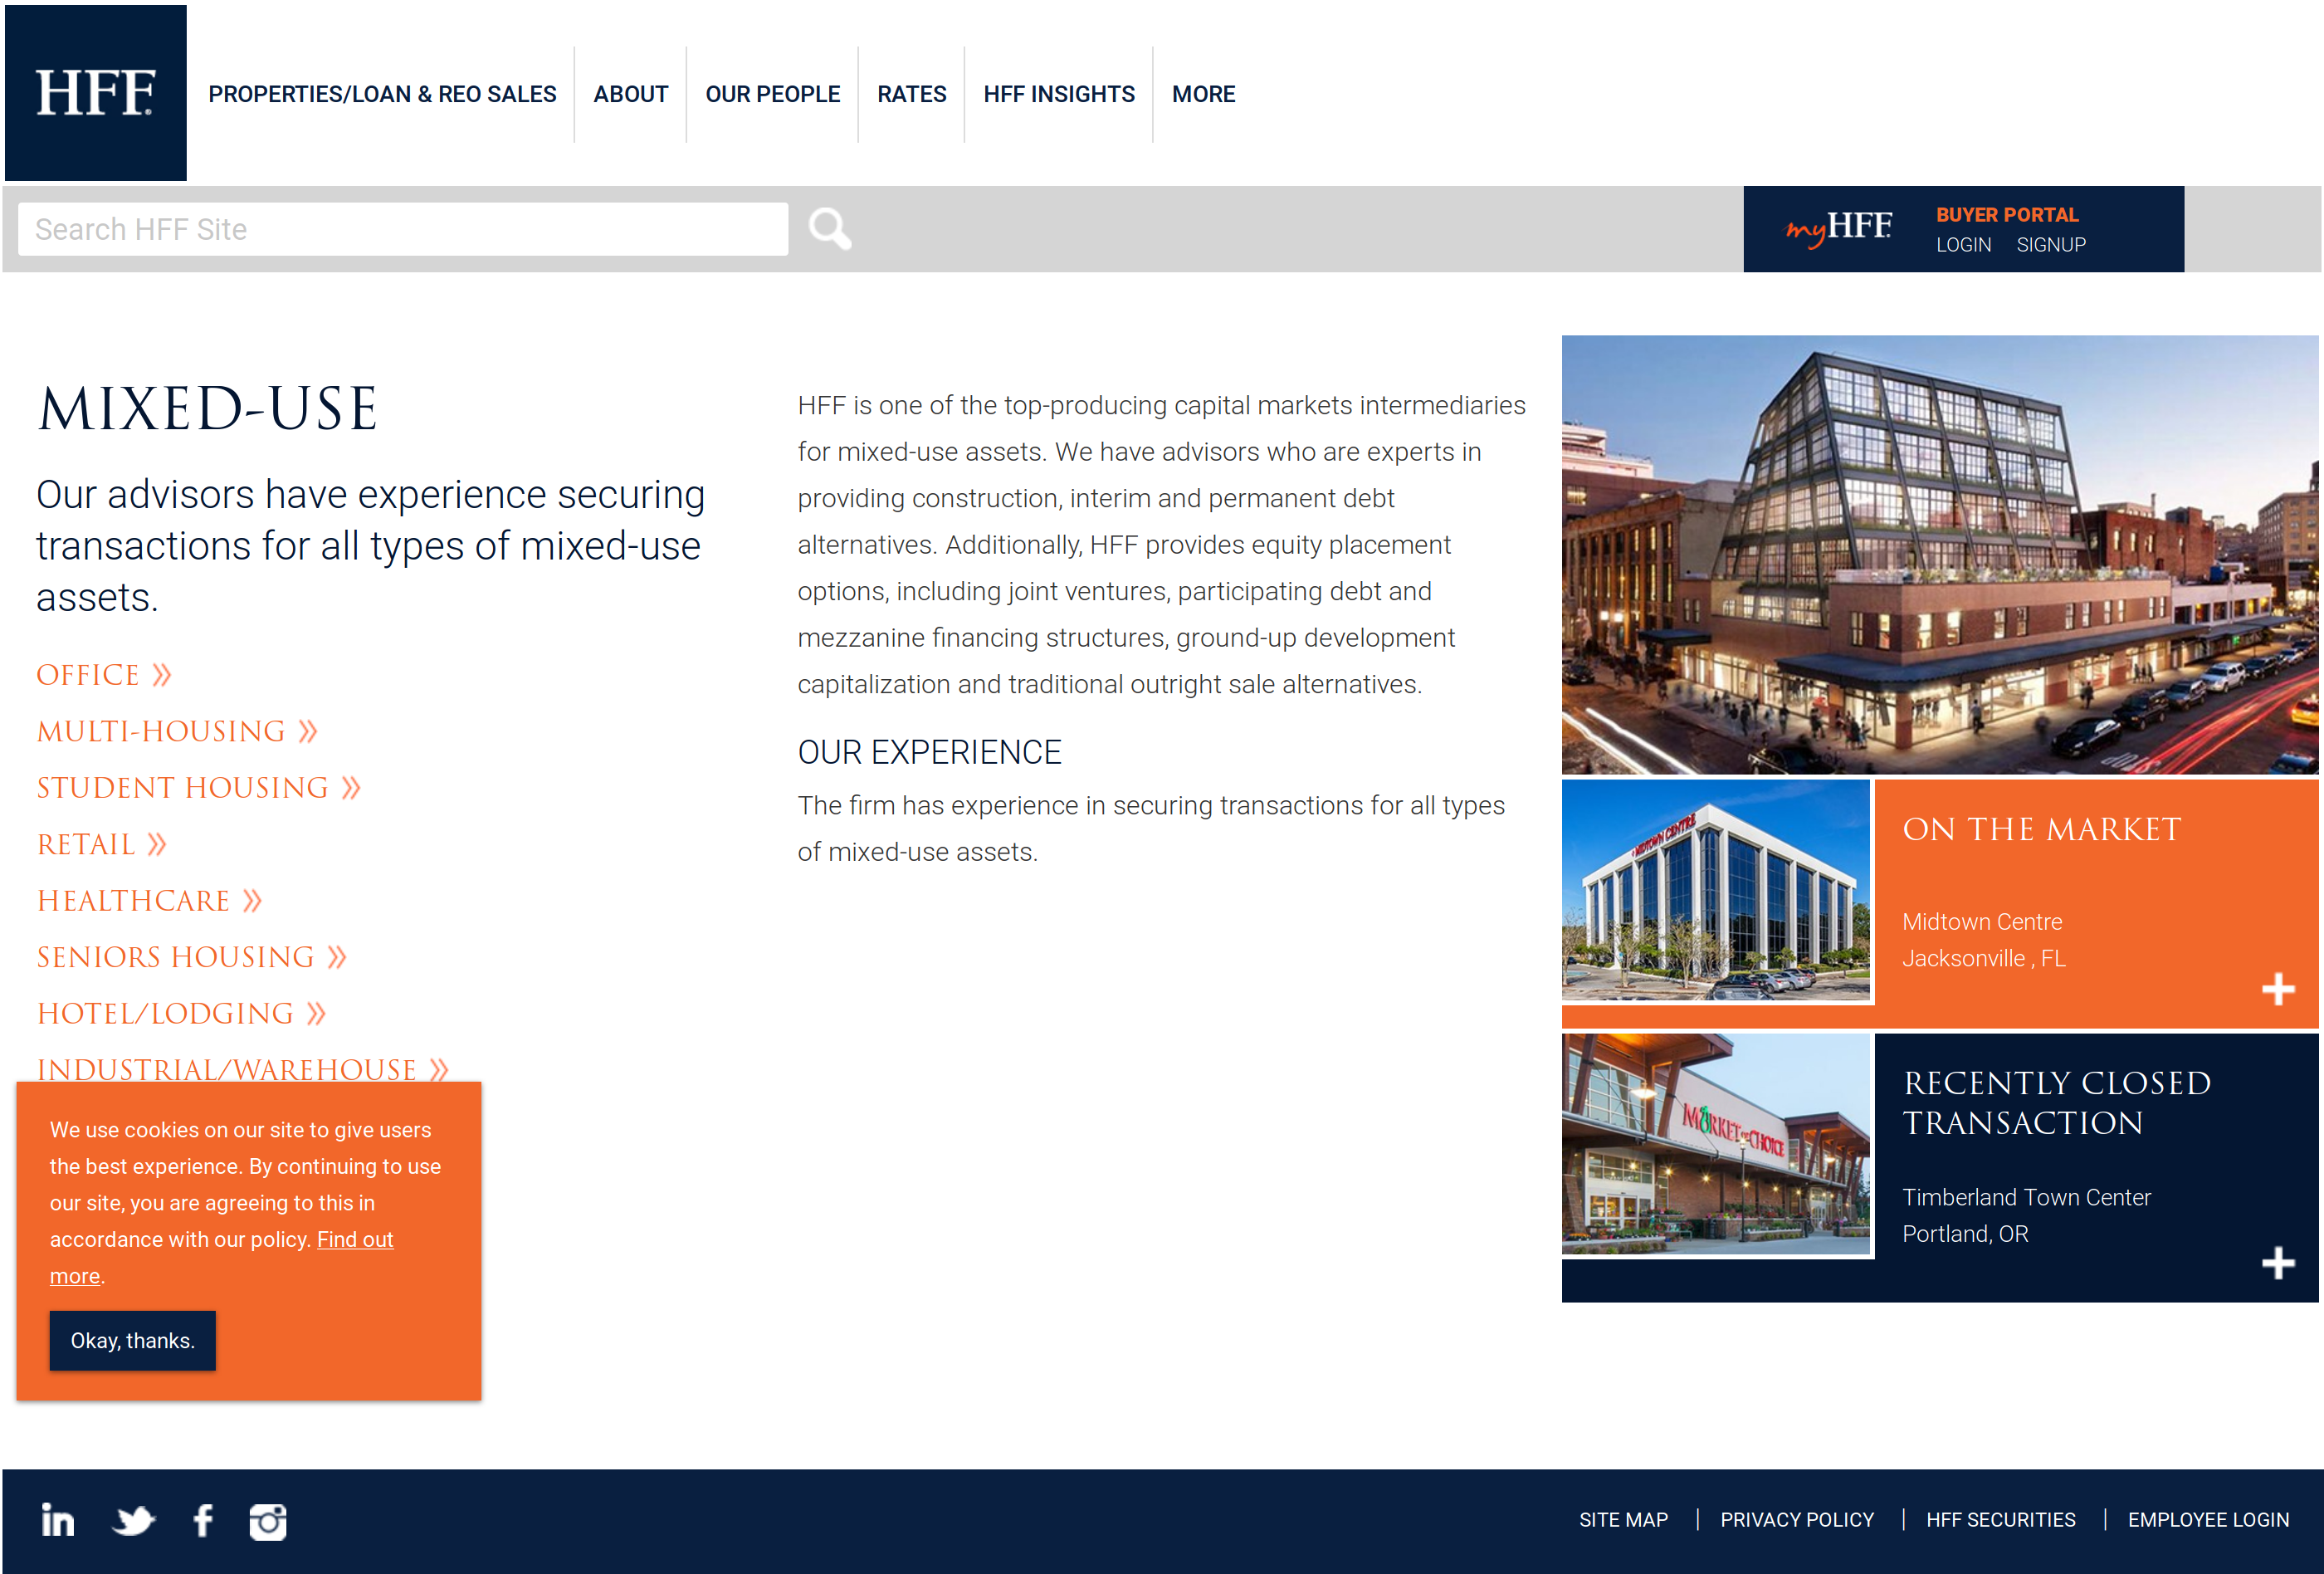 HFF
PROPERTIES/LOAN & REO SALES
ABOUT
OUR PEOPLE
RATES
HFF INSIGHTS
MORE
Search HFF Site
myHFF
BUYER PORTAL
LOGIN SIGNUP
MIXED-USE
Our advisors have experience securing
transactions for all types of mixed-use
assets.
OFFICE
MULTI-HOUSING
STUDENT HOUSING
RETAIL
HEALTHCARE
SENIORS HOUSING
HOTEL/LODGING
INDUSTRIAL/WAREHOUSE
We use cookies on our site to give users
the best experience. By continuing to use
our site, you are agreeing to this in
accordance with our policy. Find out
more.
Okay, thanks.
HFF is one of the top-producing capital markets intermediaries
for mixed-use assets. We have advisors who are experts in
providing construction, interim and permanent debt
alternatives. Additionally, HFF provides equity placement
options, including joint ventures, participating debt and
mezzanine financing structures, ground-up development
capitalization and traditional outright sale alternatives.
OUR EXPERIENCE
The firm has experience in securing transactions for all types
of mixed-use assets.
STOP
MIDTOWN CENTRE
ON THE MARKET
Midtown Centre
Jacksonville , FL
MARKET of CHOICE
RECENTLY CLOSED
TRANSACTION
Timberland Town Center
Portland, OR
SITE MAP
PRIVACY POLICY
HFF SECURITIES
EMPLOYEE LOGIN